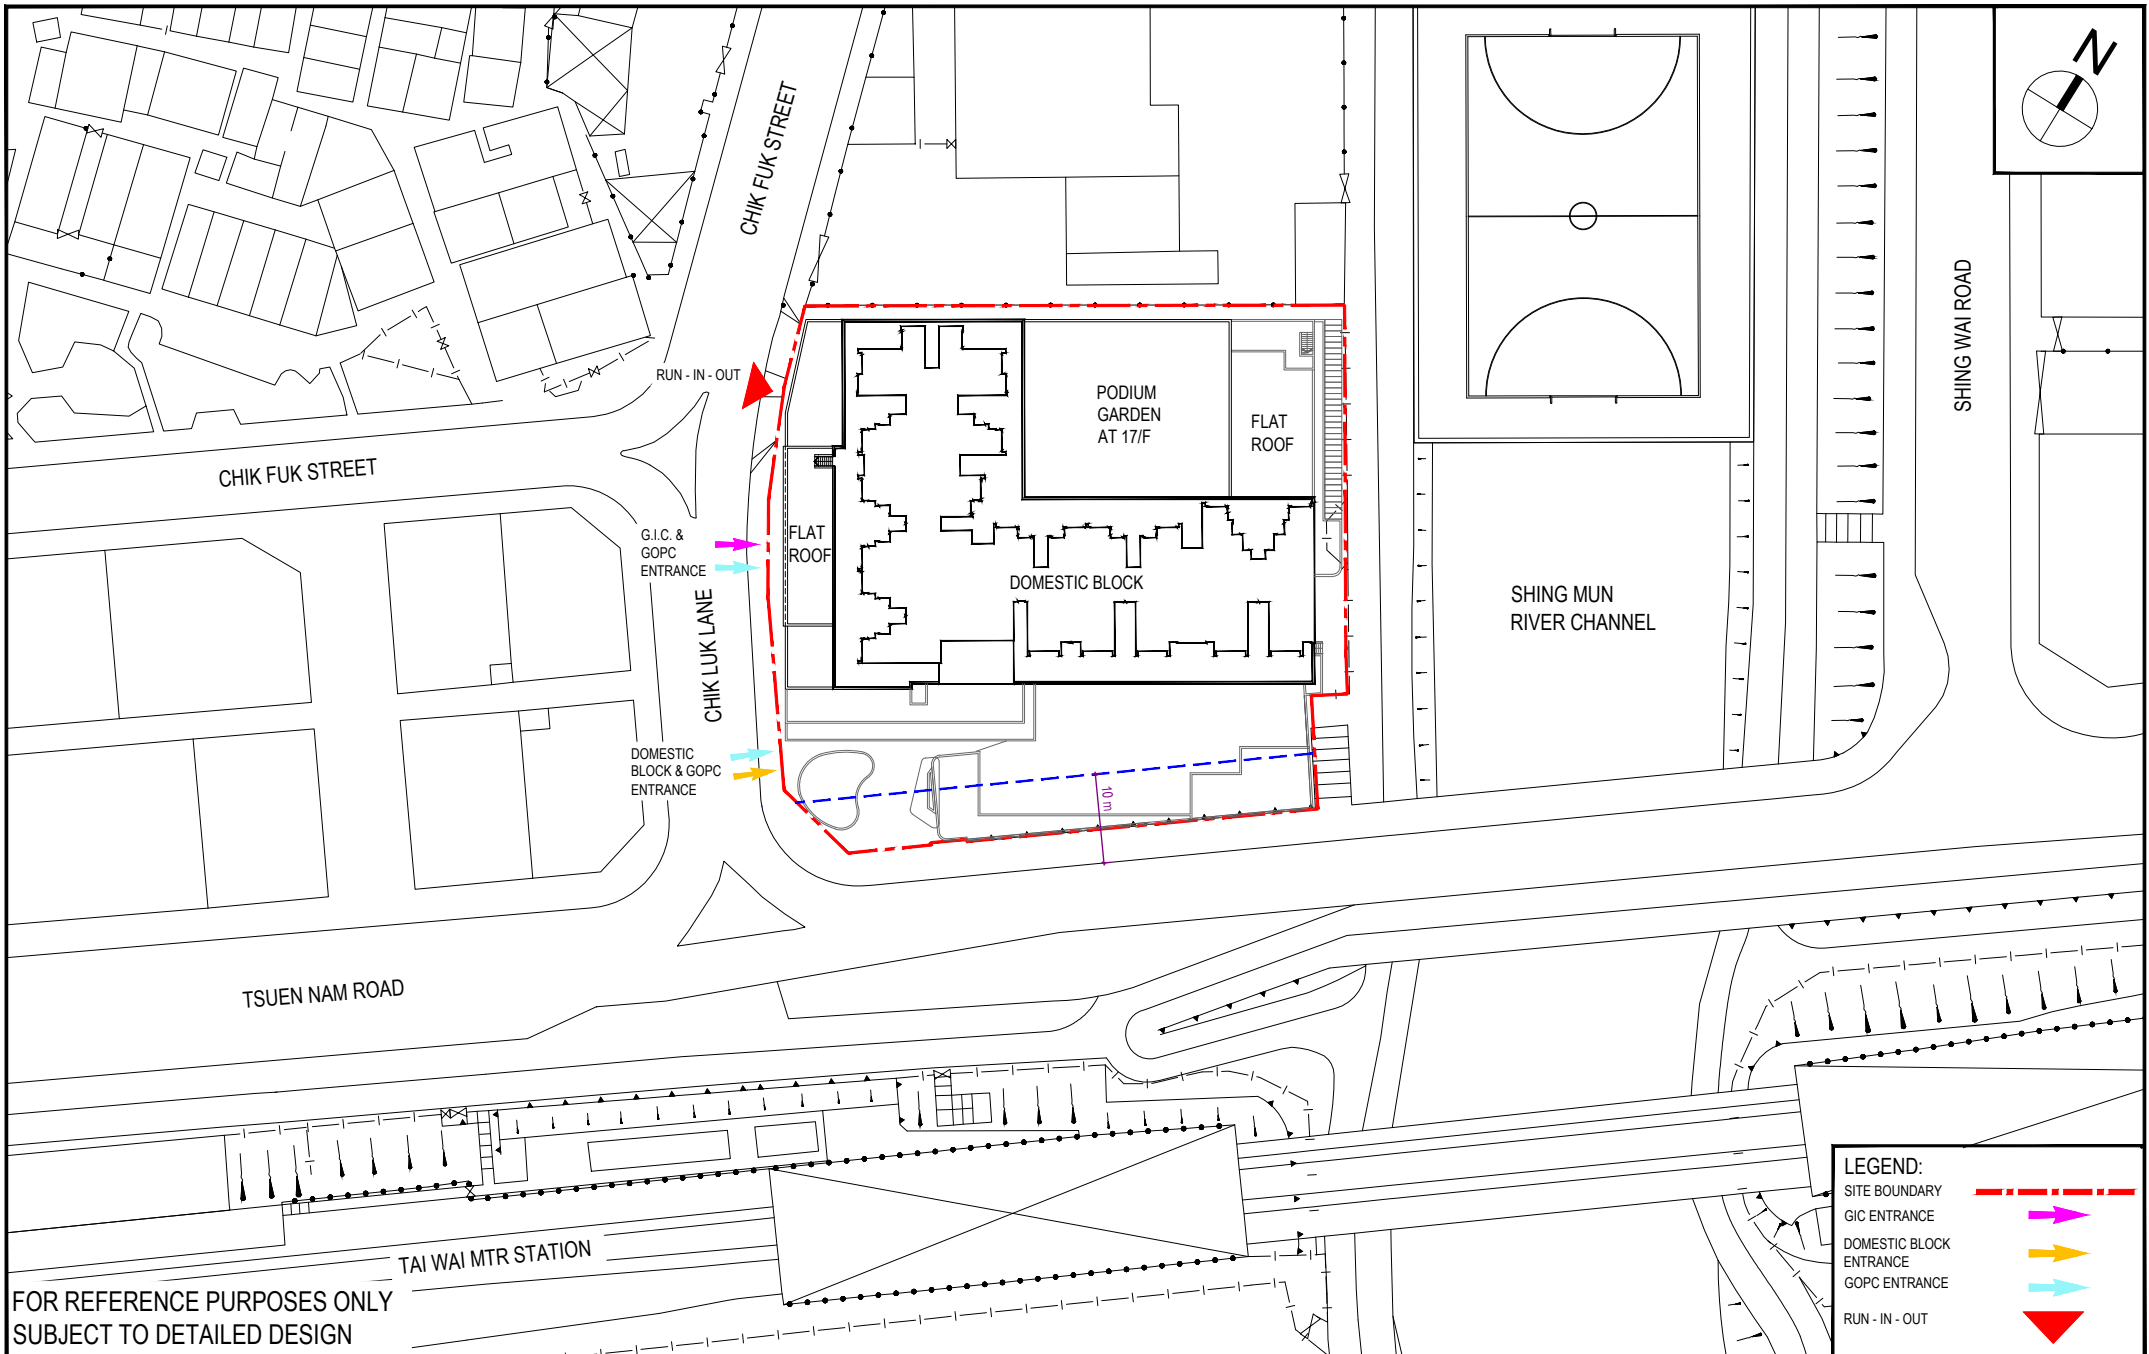 N
CHIK FUK STREET
SHING WAI ROAD
RUN - IN - OUT
PODIUM
GARDEN
AT 17/F
FLAT
ROOF
CHIK FUK STREET
G.I.C. &
GOPC
ENTRANCE
FLAT
ROOF
DOMESTIC BLOCK
SHING MUN
RIVER CHANNEL
CHIK LUK LANE
DOMESTIC
BLOCK & GOPC
ENTRANCE
10 m
TSUEN NAM ROAD
TAI WAI MTR STATION
LEGEND:
SITE BOUNDARY
GIC ENTRANCE
DOMESTIC BLOCK
ENTRANCE
GOPC ENTRANCE
RUN - IN - OUT
FOR REFERENCE PURPOSES ONLY
SUBJECT TO DETAILED DESIGN